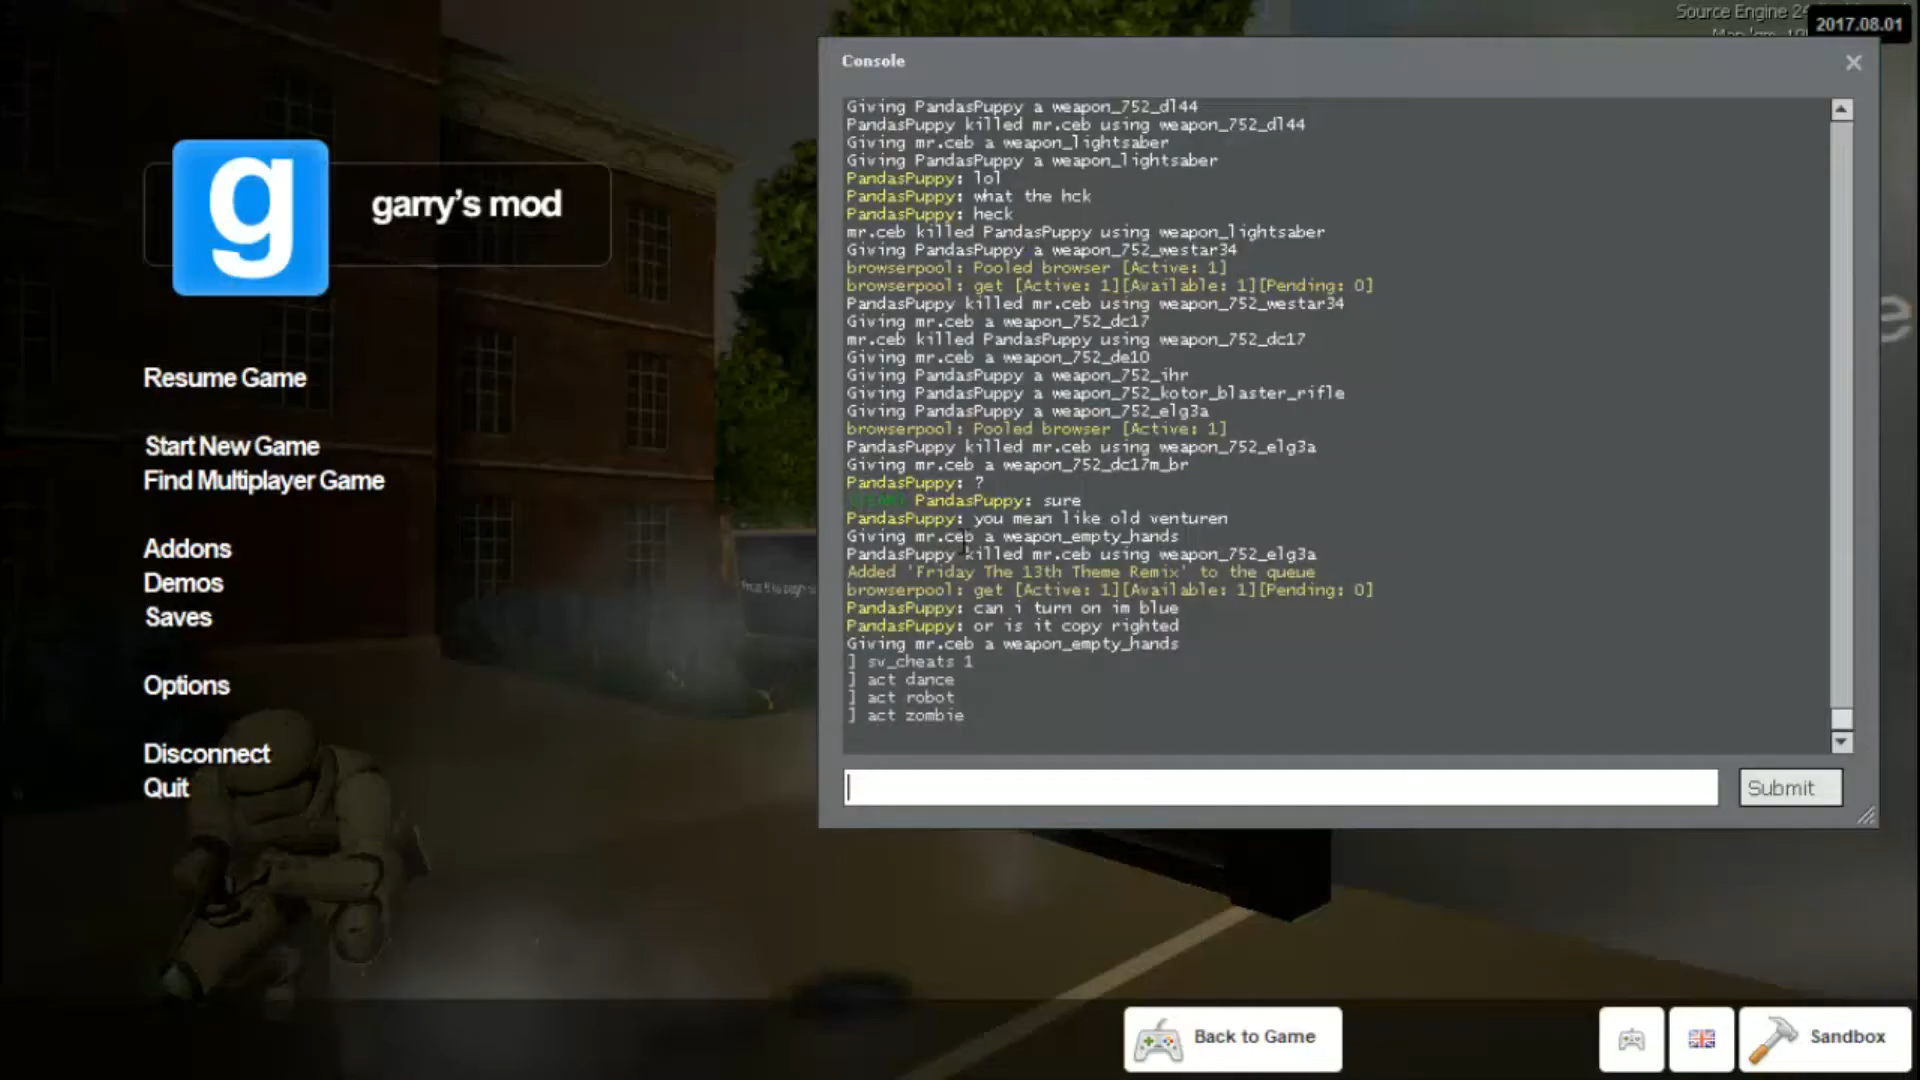 Source Engine 24
2017.08.01
Console
g
garry's mod
Giving PandasPuppy a weapon_752_dl44
PandasPuppy killed mr.ceb using weapon_752_dl44
Giving mr.ceb a weapon_lightsaber
Giving PandasPuppy a weapon_lightsaber
PandasPuppy: lol
PandasPuppy: what the hck
PandasPuppy: heck
mr.ceb killed PandasPuppy using weapon_lightsaber
Giving PandasPuppy a weapon_752_westar34
browserpool: Pooled browser [Active: 1]
browserpool: get [Active: 1][Available: 1][Pending: 0]
PandasPuppy killed mr.ceb using weapon_752_westar34
Giving mr.ceb a weapon_752_dc17
mr.ceb killed PandasPuppy using weapon_752_dc17
Giving mr.ceb a weapon_752_de10
Giving PandasPuppy a weapon_752_ihr
Giving PandasPuppy a weapon_752_kotor_blaster_rifle
Giving PandasPuppy a weapon_752_elg3a
browserpool: Pooled browser [Active: 1]
PandasPuppy killed mr.ceb using weapon_752_elg3a
Giving mr.ceb a weapon_752_dc17m_br
PandasPuppy: ?
PandasPuppy: sure
PandasPuppy: you mean like old venturen
Giving mr.ceb a weapon_empty_hands
PandasPuppy killed mr.ceb using weapon_752_elg3a
Added 'Friday The 13th Theme Remix' to the queue
browserpool: get [Active: 1][Available: 1][Pending: 0]
PandasPuppy: can i turn on im blue
PandasPuppy: or is it copy righted
Giving mr.ceb a weapon_empty_hands
] sv_cheats 1
] act dance
] act robot
] act zombie
Submit
Resume Game
Start New Game
Find Multiplayer Game
Addons
Demos
Saves
Options
Disconnect
Quit
Back to Game
Sandbox